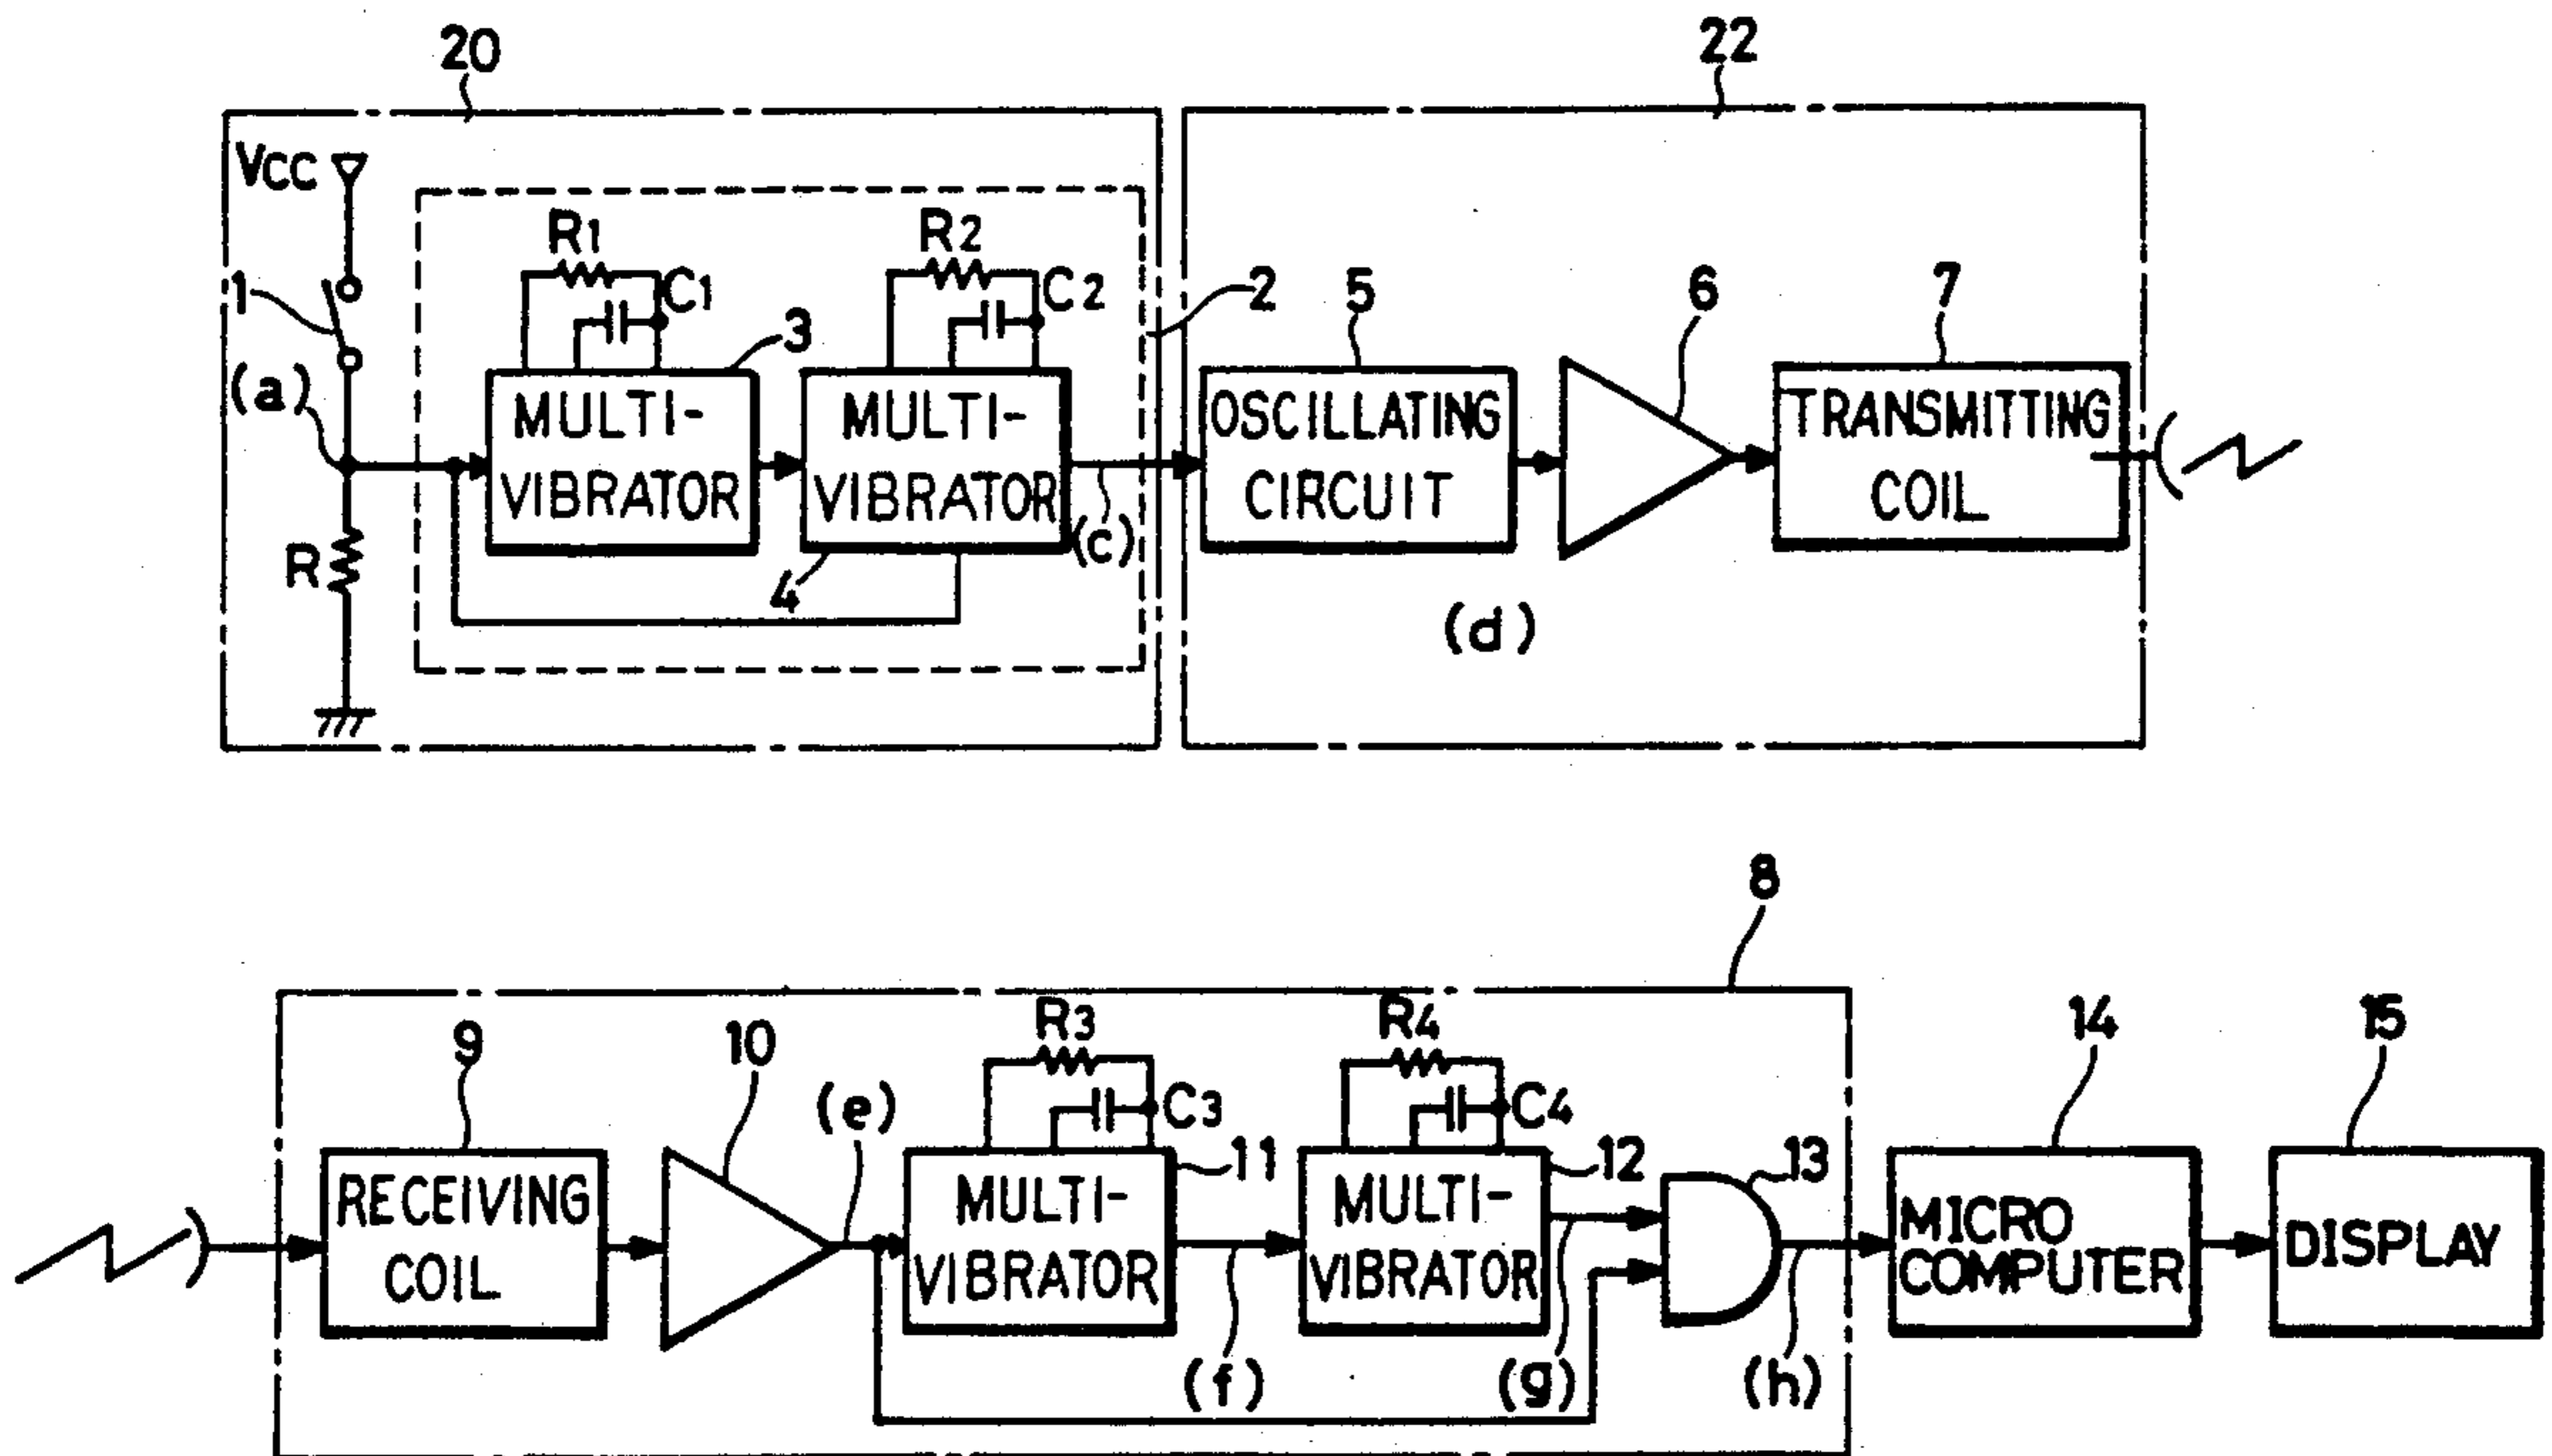 20
22
VCC
R1
R2
C1
C2
1
2
3
5
6
7
(a)
MULTI-
VIBRATOR
MULTI-
VIBRATOR
OSCILLATING
CIRCUIT
TRANSMITTING
COIL
(c)
R
4
(d)
8
R3
R4
9
10
(e)
C3
C4
14
15
11
12
13
RECEIVING
COIL
MULTI-
VIBRATOR
MULTI-
VIBRATOR
MICRO
COMPUTER
DISPLAY
(f)
(g)
(h)